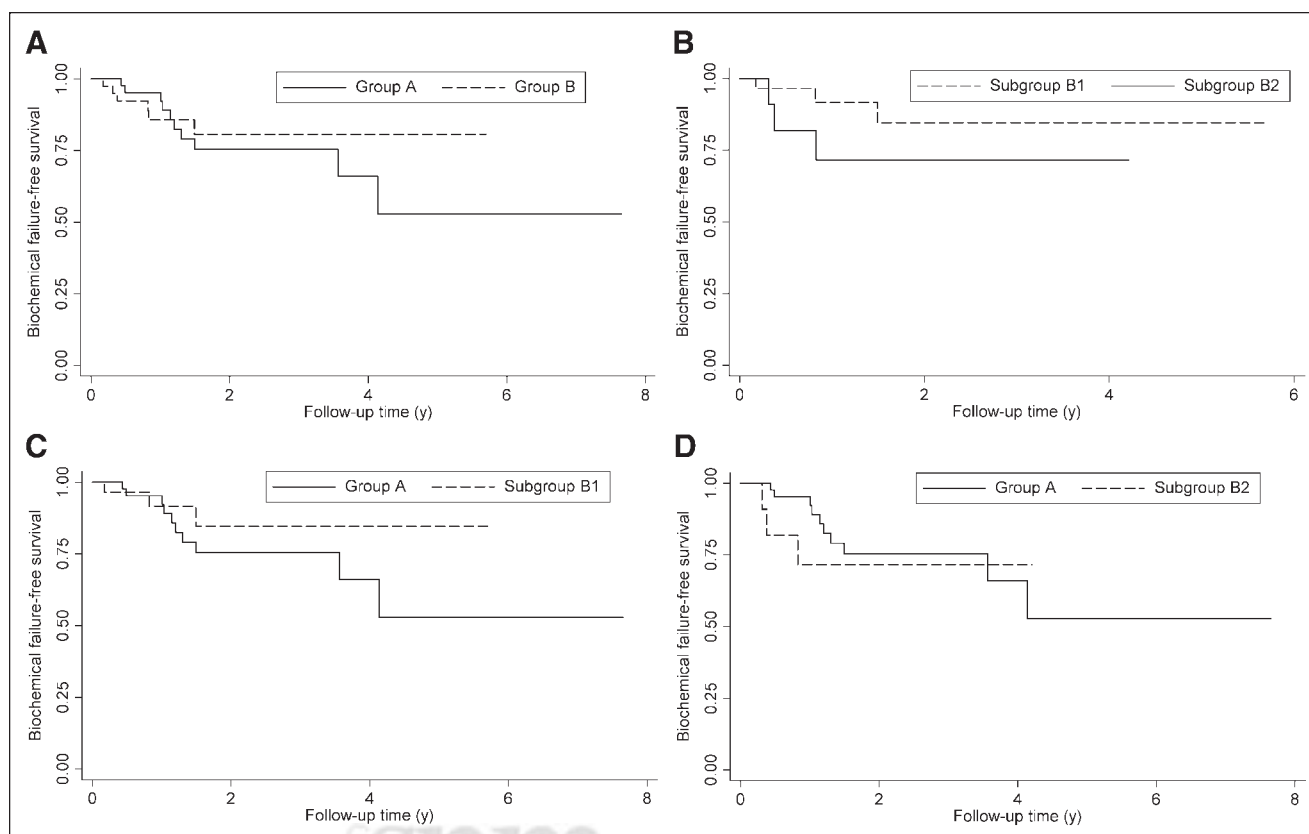 A
Group A
Group B
Biochemical failure-free survival
1.00
0.75
0.50
0.25
0.00
0
2
4
6
8
Follow-up time (y)
B
Subgroup B1
Subgroup B2
Biochemical failure-free survival
1.00
0.75
0.50
0.25
0.00
0
2
4
6
Follow-up time (y)
C
Group A
Subgroup B1
Biochemical failure-free survival
1.00
0.75
0.50
0.25
0.00
0
2
4
6
8
Follow-up time (y)
D
Group A
Subgroup B2
Biochemical failure-free survival
1.00
0.75
0.50
0.25
0.00
0
2
4
6
8
Follow-up time (y)